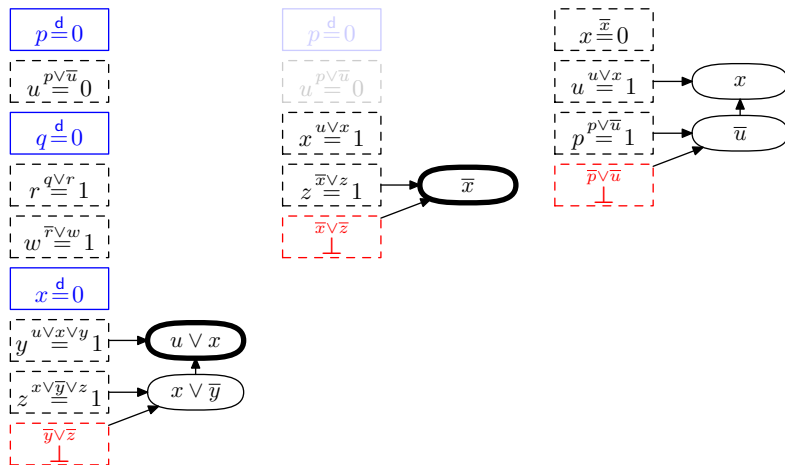 p =ᵈ 0
u =^{p∨u̅} 0
q =ᵈ 0
r =^{q∨r} 1
w =^{r̅∨w} 1
x =ᵈ 0
y =^{u∨x∨y} 1
u ∨ x
z =^{x∨y̅∨z} 1
x ∨ y̅
y̅∨z̅
⊥
p =ᵈ 0
u =^{p∨u̅} 0
x =^{u∨x} 1
z =^{x̅∨z} 1
x̅
x̅∨z̅
⊥
x =^{x̅} 0
u =^{u∨x} 1
x
p =^{p∨u̅} 1
u̅
p̅∨u̅
⊥